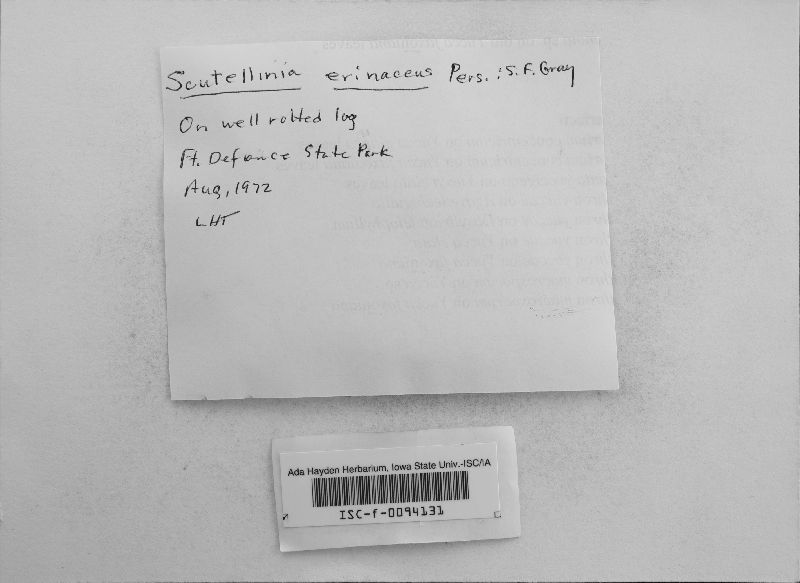 Scutellinia erinaceus Pers. : S. F. Gray
On well rotted log
Ft. Defiance State Park
Aug, 1972
LHT
Ada Hayden Herbarium, Iowa State Univ.-ISC/IA
ISC-f-0094131